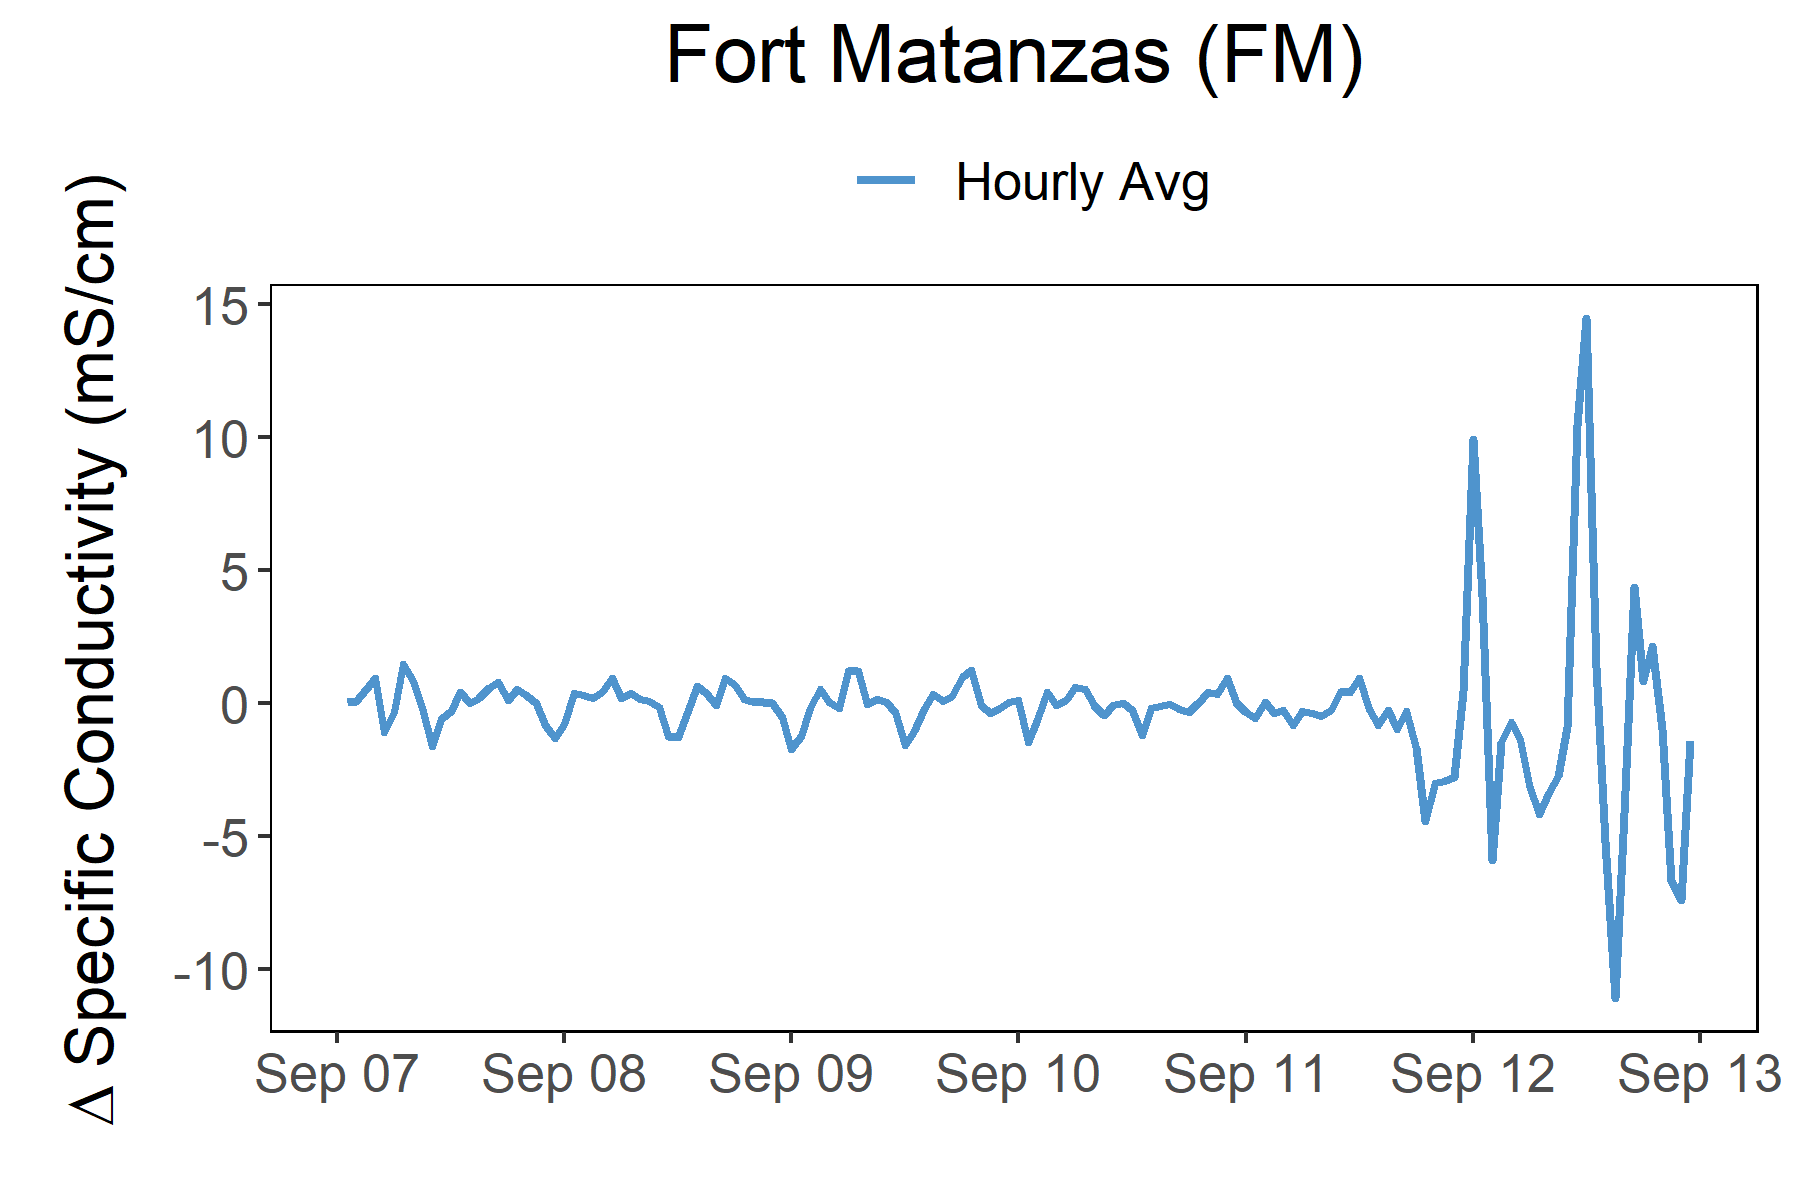 Fort Matanzas (FM)
Hourly Avg
Δ Specific Conductivity (mS/cm)
15
10
5
0
-5
-10
Sep 07 Sep 08 Sep 09 Sep 10 Sep 11 Sep 12 Sep 13